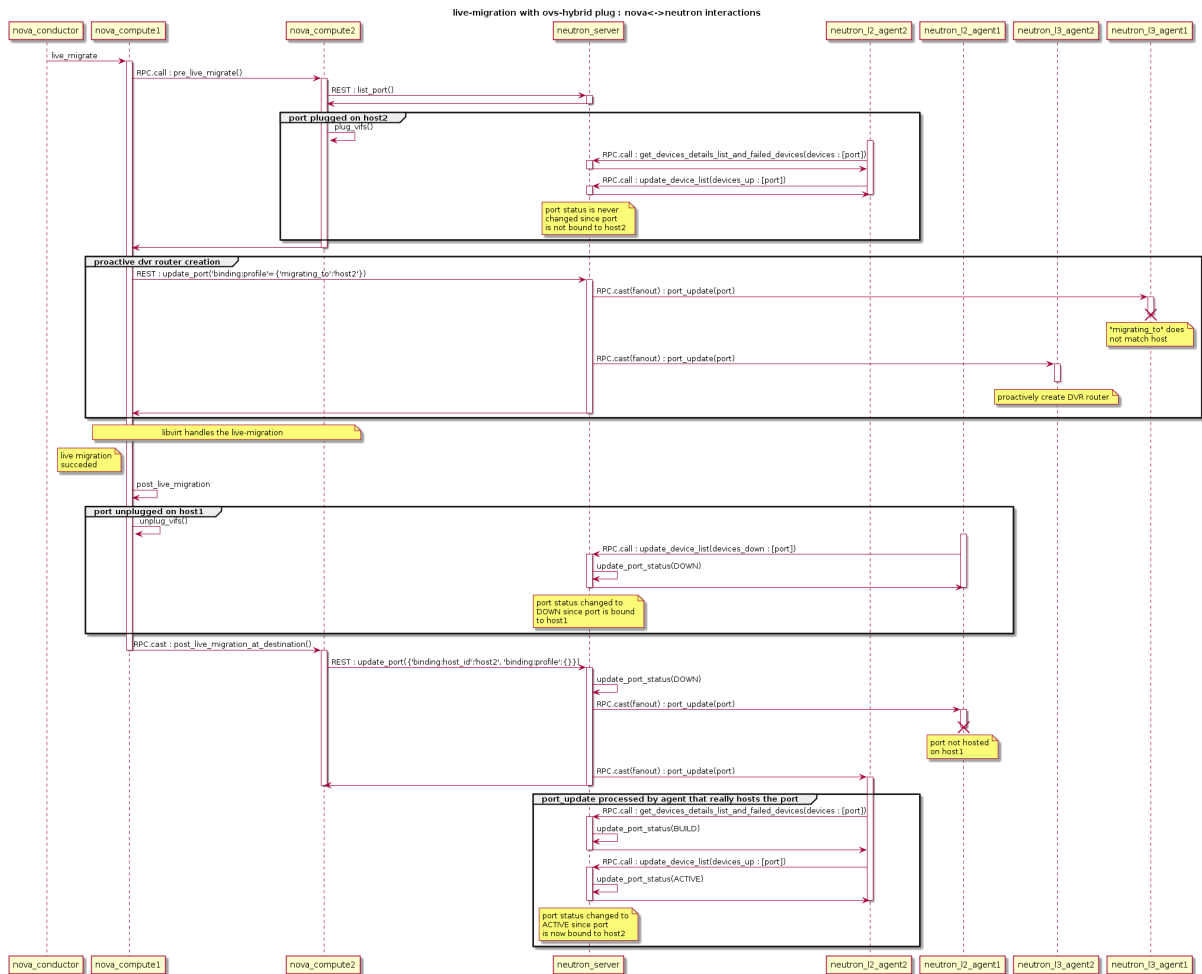 live-migration with ovs-hybrid plug : nova<->neutron interactions
nova_conductor
nova_compute1
nova_compute2
neutron_server
neutron_l2_agent2
neutron_l2_agent1
neutron_l3_agent2
neutron_l3_agent1
live_migrate
RPC.call : pre_live_migrate()
REST : list_port()
port plugged on host2
plug_vifs()
RPC.call : get_devices_details_list_and_failed_devices(devices : [port])
RPC.call : update_device_list(devices_up : [port])
port status is never
changed since port
is not bound to host2
proactive dvr router creation
REST : update_port('binding:profile'= {'migrating_to':'host2'})
RPC.cast(fanout) : port_update(port)
"migrating_to" does
not match host
RPC.cast(fanout) : port_update(port)
proactively create DVR router
libvirt handles the live-migration
live migration
succeded
post_live_migration
port unplugged on host1
unplug_vifs()
RPC.call : update_device_list(devices_down : [port])
update_port_status(DOWN)
port status changed to
DOWN since port is bound
to host1
RPC.cast : post_live_migration_at_destination()
REST : update_port({'binding:host_id':'host2', 'binding:profile':{}})
update_port_status(DOWN)
RPC.cast(fanout) : port_update(port)
port not hosted
on host1
RPC.cast(fanout) : port_update(port)
port_update processed by agent that really hosts the port
RPC.call : get_devices_details_list_and_failed_devices(devices : [port])
update_port_status(BUILD)
RPC.call : update_device_list(devices_up : [port])
update_port_status(ACTIVE)
port status changed to
ACTIVE since port
is now bound to host2
nova_conductor
nova_compute1
nova_compute2
neutron_server
neutron_l2_agent2
neutron_l2_agent1
neutron_l3_agent2
neutron_l3_agent1